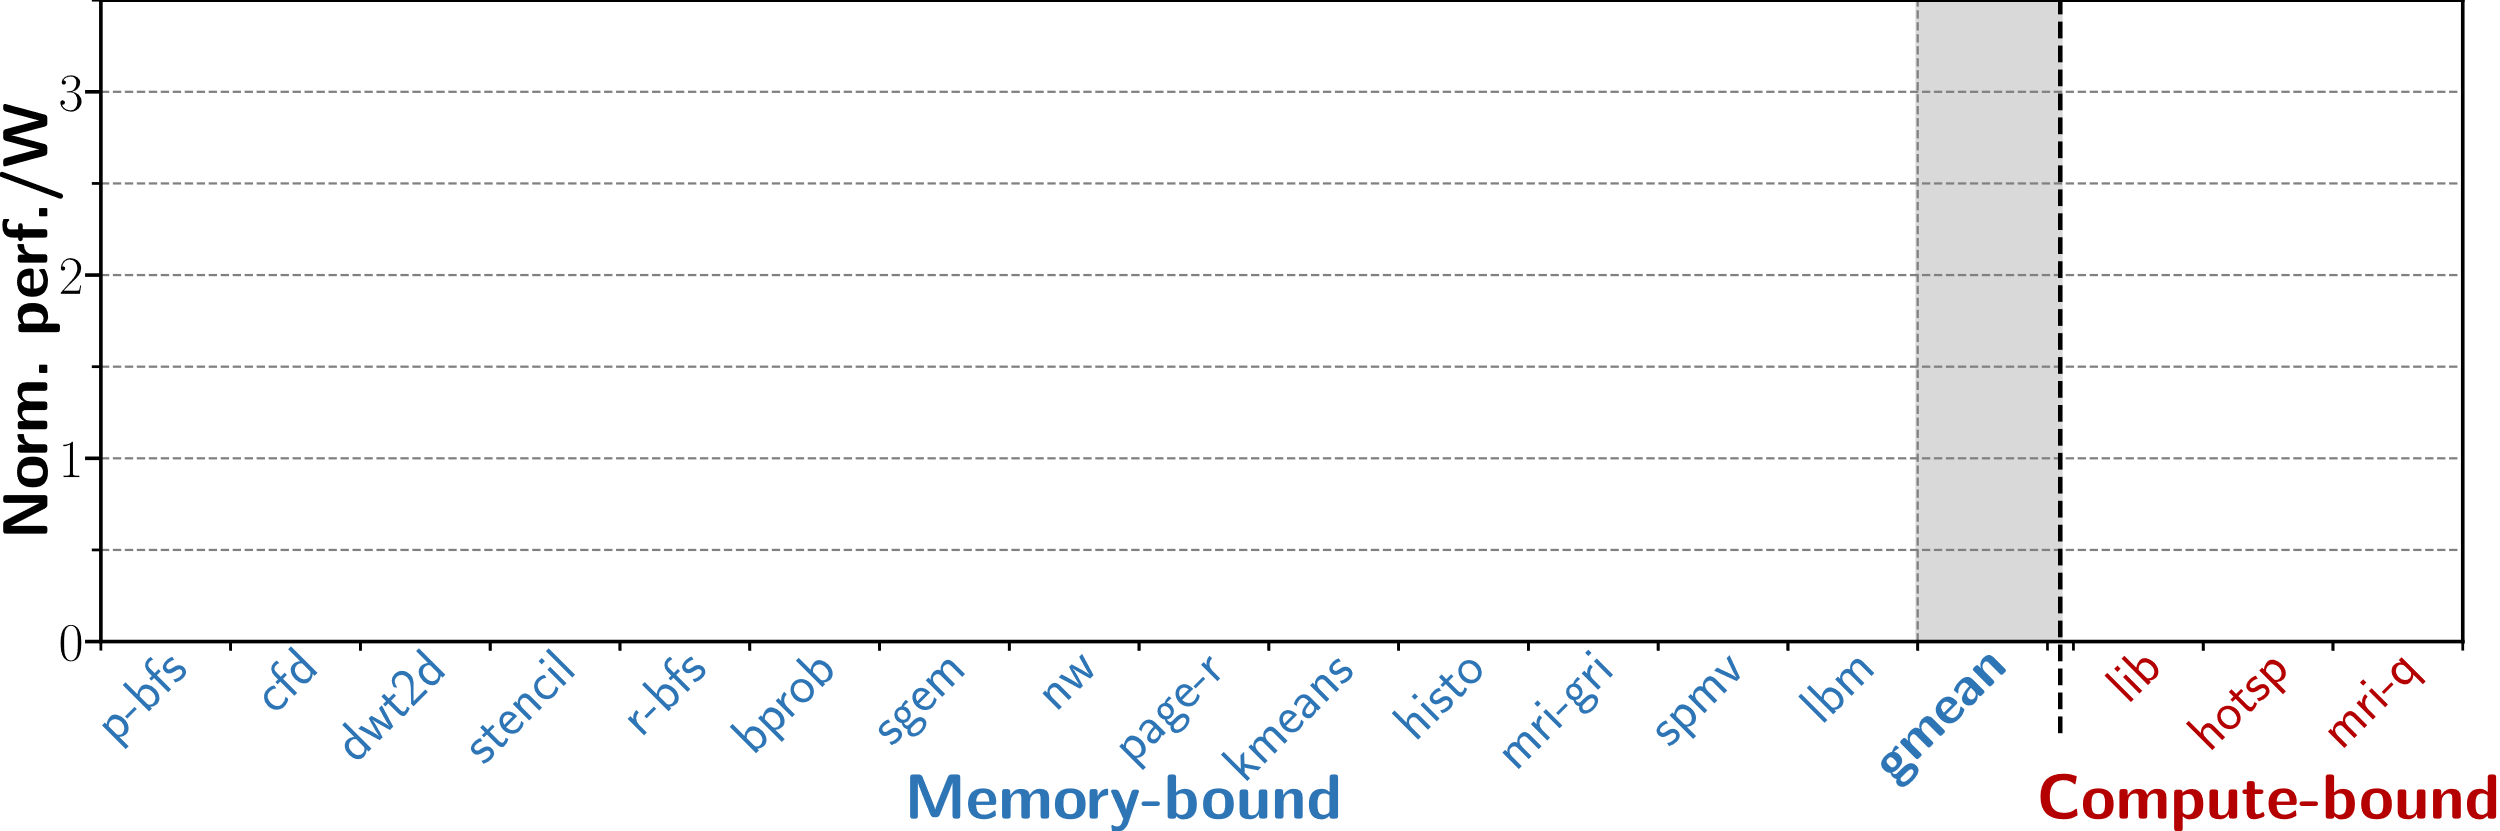 Norm. perf./W
3
2
1
0
p-bfs cfd dwt2d stencil r-bfs bprob sgem nw pager kmeans histo mri-gri spmv lbm gmean lib hotsp mri-q
Memory-bound Compute-bound